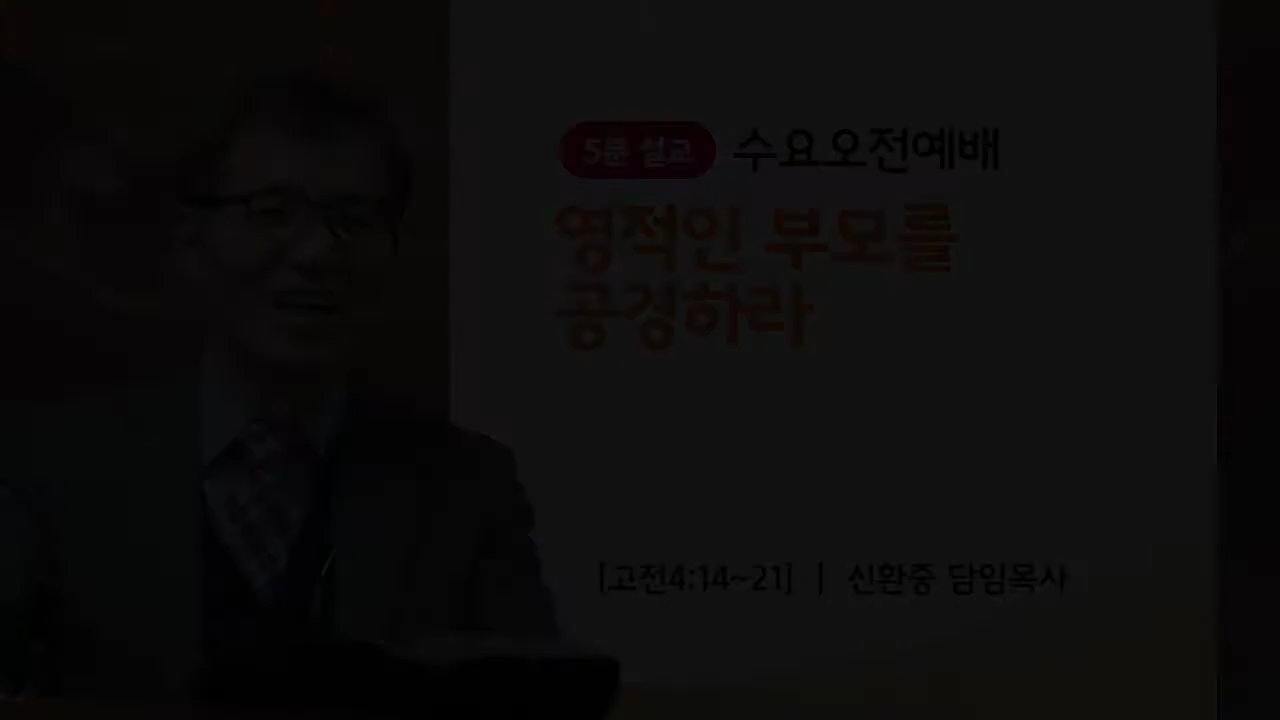 5분 설교 수요오전예배
영적인 부모를
공경하라
[고전4:14~21] | 신환중 담임목사